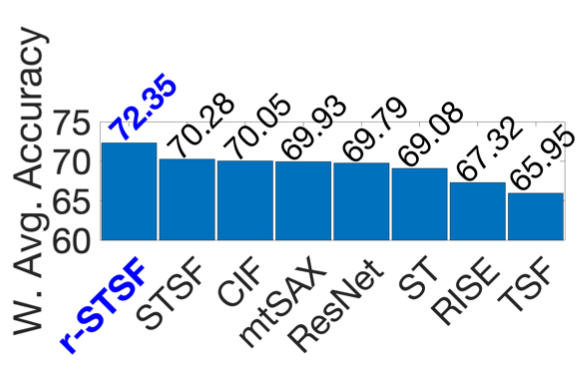 W. Avg. Accuracy
75
70
65
60
72.35
70.28
70.05
69.93
69.79
69.08
67.32
65.95
r-STSF
STSF
CIF
mtSAX
ResNet
ST
RISE
TSF